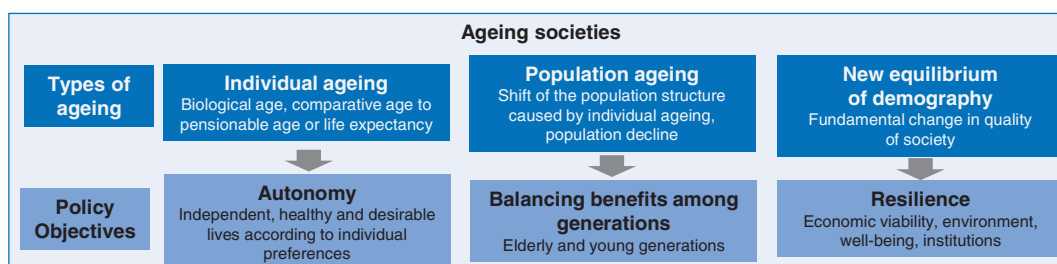 Ageing societies
Types of
ageing
Individual ageing
Biological age, comparative age to
pensionable age or life expectancy
Population ageing
Shift of the population structure
caused by individual ageing,
population decline
New equilibrium
of demography
Fundamental change in quality
of society
Policy
Objectives
Autonomy
Independent, healthy and desirable
lives according to individual
preferences
Balancing benefits among
generations
Elderly and young generations
Resilience
Economic viability, environment,
well-being, institutions